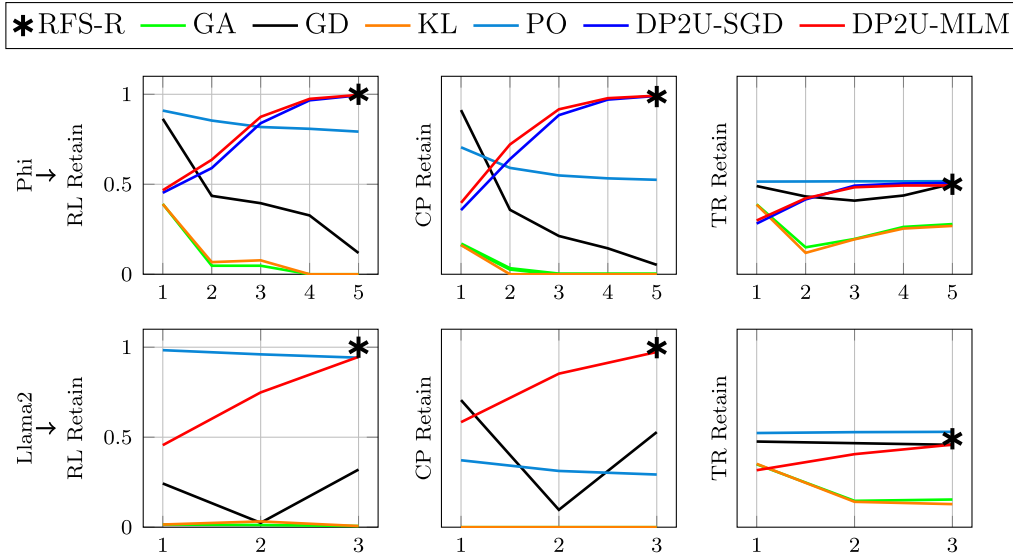 RFS-R GA GD KL PO DP2U-SGD DP2U-MLM
Phi →
RL Retain
1
0.5
0
1 2 3 4 5
CP Retain
1 2 3 4 5
TR Retain
1 2 3 4 5
Llama2 →
RL Retain
1
0.5
0
1 2 3
CP Retain
1 2 3
TR Retain
1 2 3